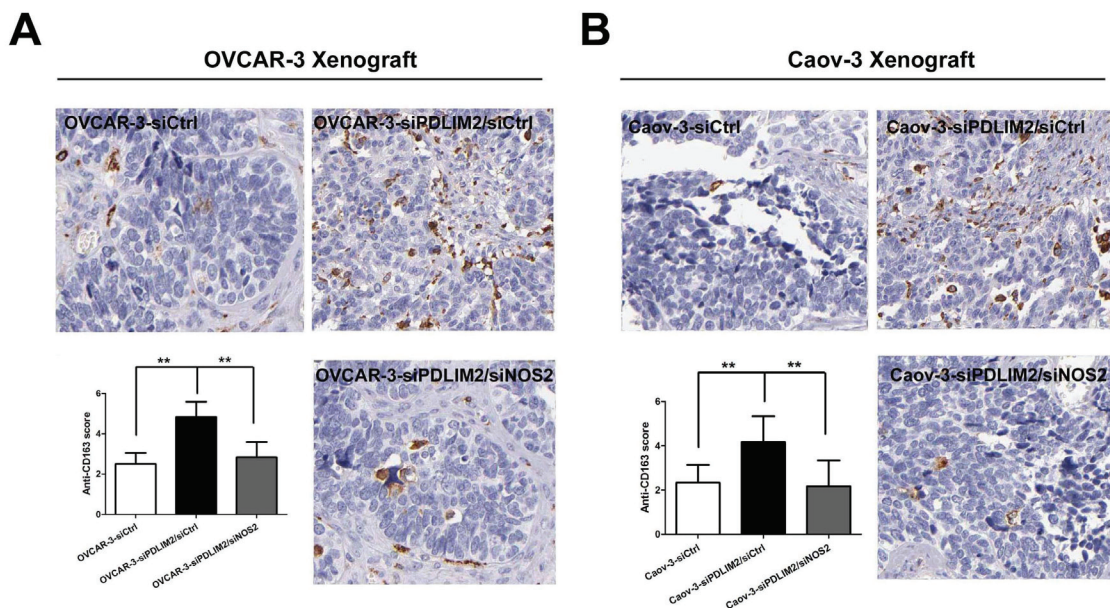 A
OVCAR-3 Xenograft
OVCAR-3-siCtrl
OVCAR-3-siPDLIM2/siCtrl
**
**
Anti-CD163 score
6
4
2
0
OVCAR-3-siCtrl
OVCAR-3-siPDLIM2/siCtrl
OVCAR-3-siPDLIM2/siNOS2
OVCAR-3-siPDLIM2/siNOS2
B
Caov-3 Xenograft
Caov-3-siCtrl
Caov-3-siPDLIM2/siCtrl
**
**
Anti-CD163 score
6
4
2
0
Caov-3-siCtrl
Caov-3-siPDLIM2/siCtrl
Caov-3-siPDLIM2/siNOS2
Caov-3-siPDLIM2/siNOS2